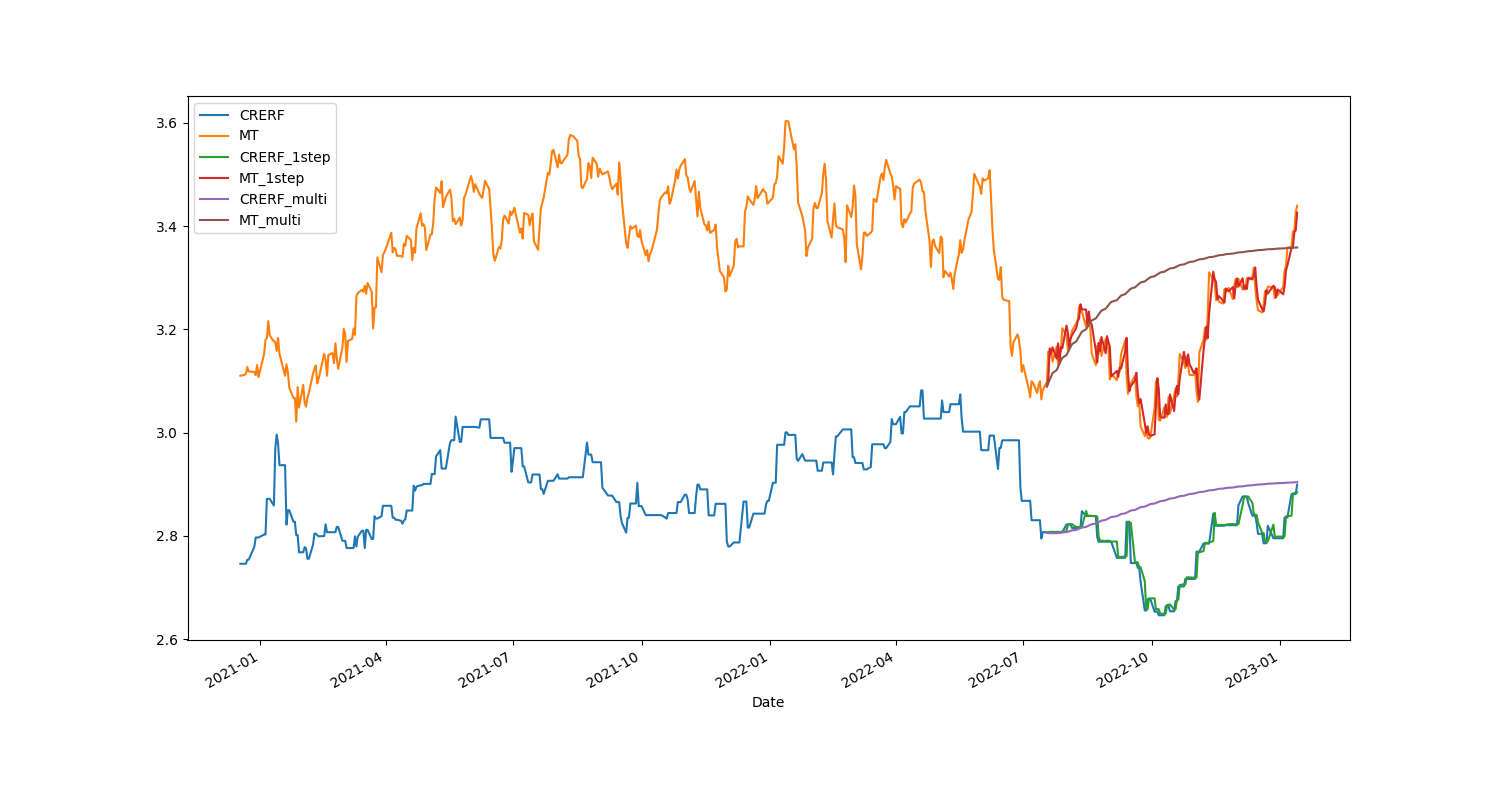 CRERF
MT
CRERF_1step
MT_1step
CRERF_multi
MT_multi
3.6
3.4
3.2
3.0
2.8
2.6
2021-01
2021-04
2021-07
2021-10
2022-01
2022-04
2022-07
2022-10
2023-01
Date